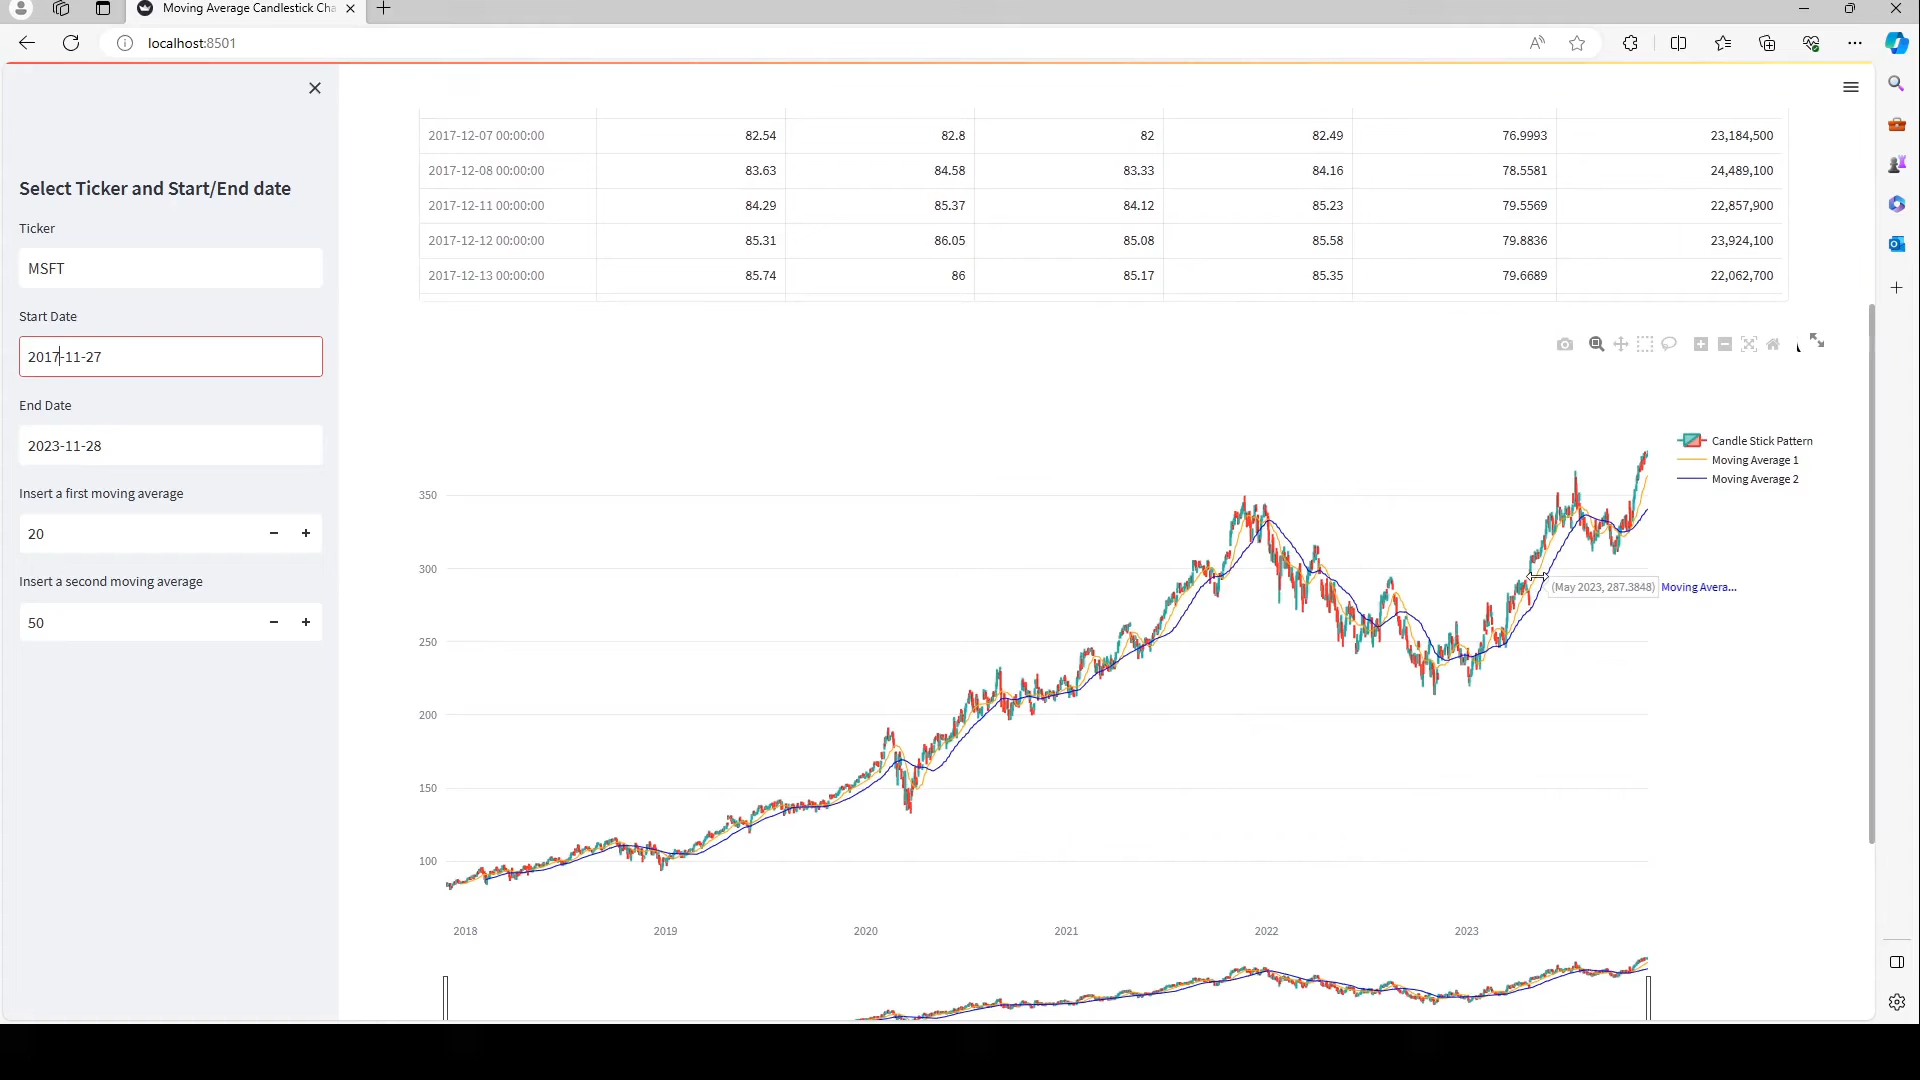 Moving Average Candlestick Cha
localhost:8501
Select Ticker and Start/End date
Ticker
MSFT
Start Date
2017-11-27
End Date
2023-11-28
Insert a first moving average
20
Insert a second moving average
50
2017-12-07 00:00:00 82.54 82.8 82 82.49 76.9993 23,184,500
2017-12-08 00:00:00 83.63 84.58 83.33 84.16 78.5581 24,489,100
2017-12-11 00:00:00 84.29 85.37 84.12 85.23 79.5569 22,857,900
2017-12-12 00:00:00 85.31 86.05 85.08 85.58 79.8836 23,924,100
2017-12-13 00:00:00 85.74 86 85.17 85.35 79.6689 22,062,700
Candle Stick Pattern
Moving Average 1
Moving Average 2
350
300
(May 2023, 287.3848) Moving Avera...
250
200
150
100
2018 2019 2020 2021 2022 2023